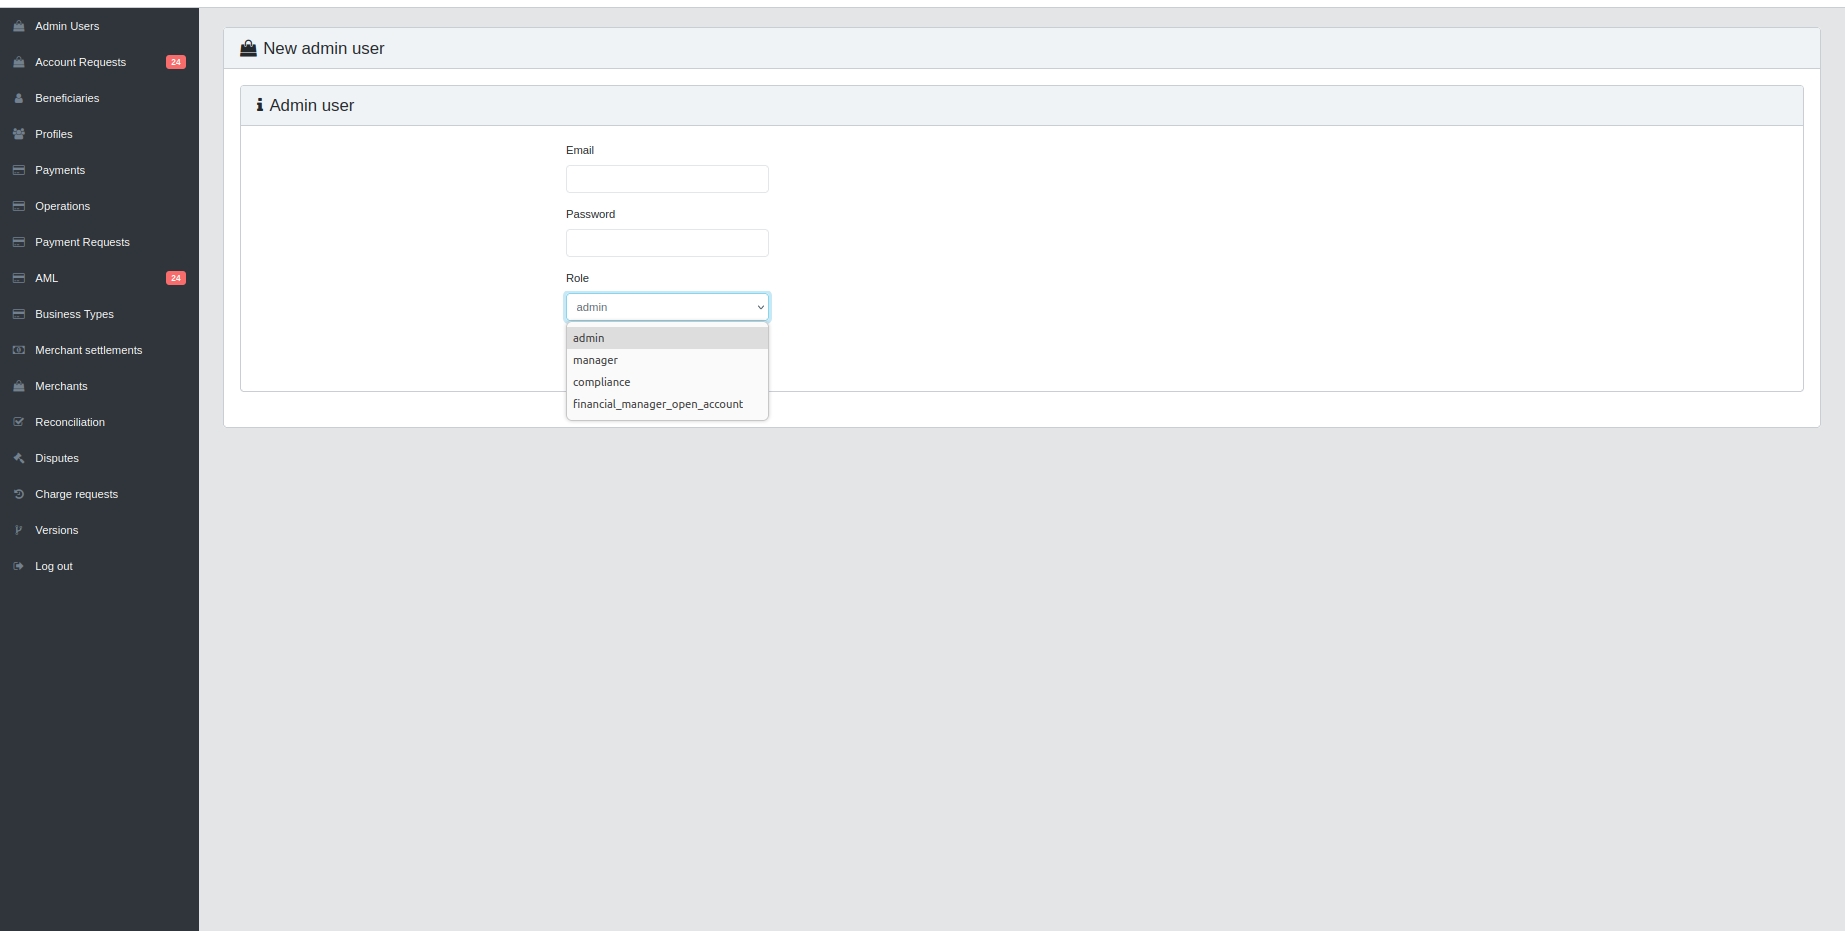 Admin Users
Account Requests 24
Beneficiaries
Profiles
Payments
Operations
Payment Requests
AML 24
Business Types
Merchant settlements
Merchants
Reconciliation
Disputes
Charge requests
Versions
Log out
New admin user
Admin user
Email
Password
Role
admin
admin
manager
compliance
financial_manager_open_account